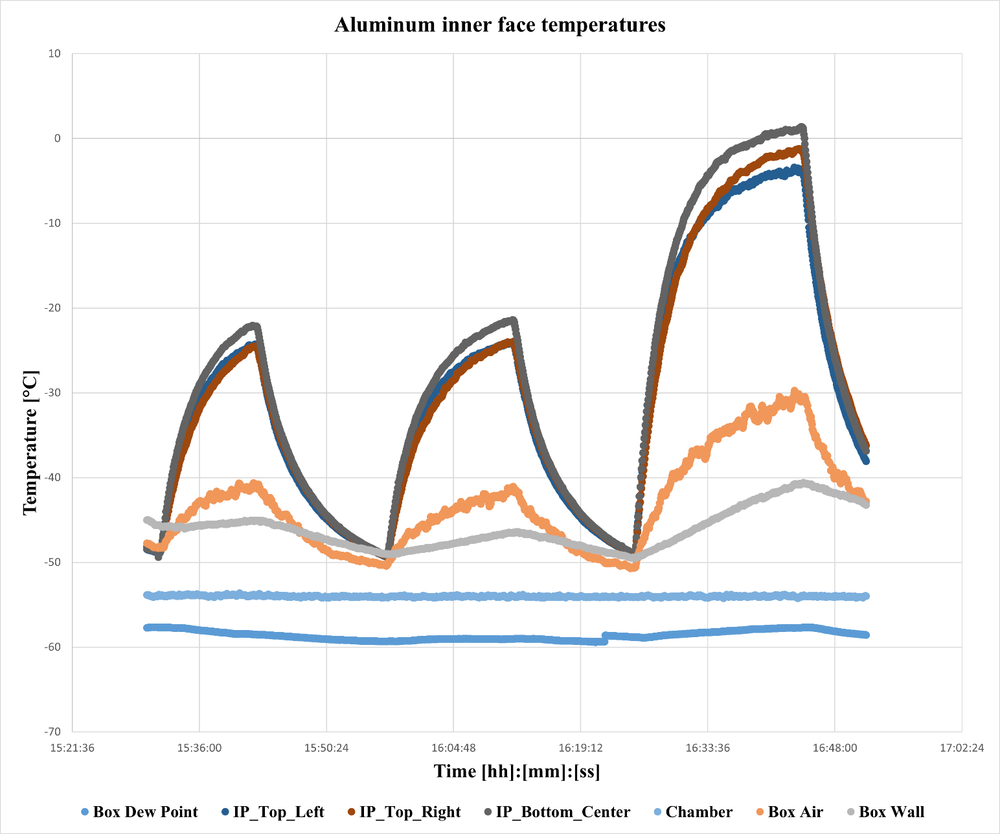 Aluminum inner face temperatures
10
0
-10
-20
-30
-40
-50
-60
-70
Temperature [°C]
15:21:36 15:36:00 15:50:24 16:04:48 16:19:12 16:33:36 16:48:00 17:02:24
Time [hh]:[mm]:[ss]
Box Dew Point IP_Top_Left IP_Top_Right IP_Bottom_Center Chamber Box Air Box Wall